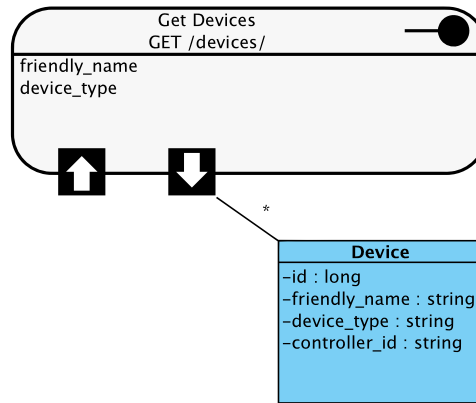 Get Devices
GET /devices/
friendly_name
device_type
*
Device
-id : long
-friendly_name : string
-device_type : string
-controller_id : string